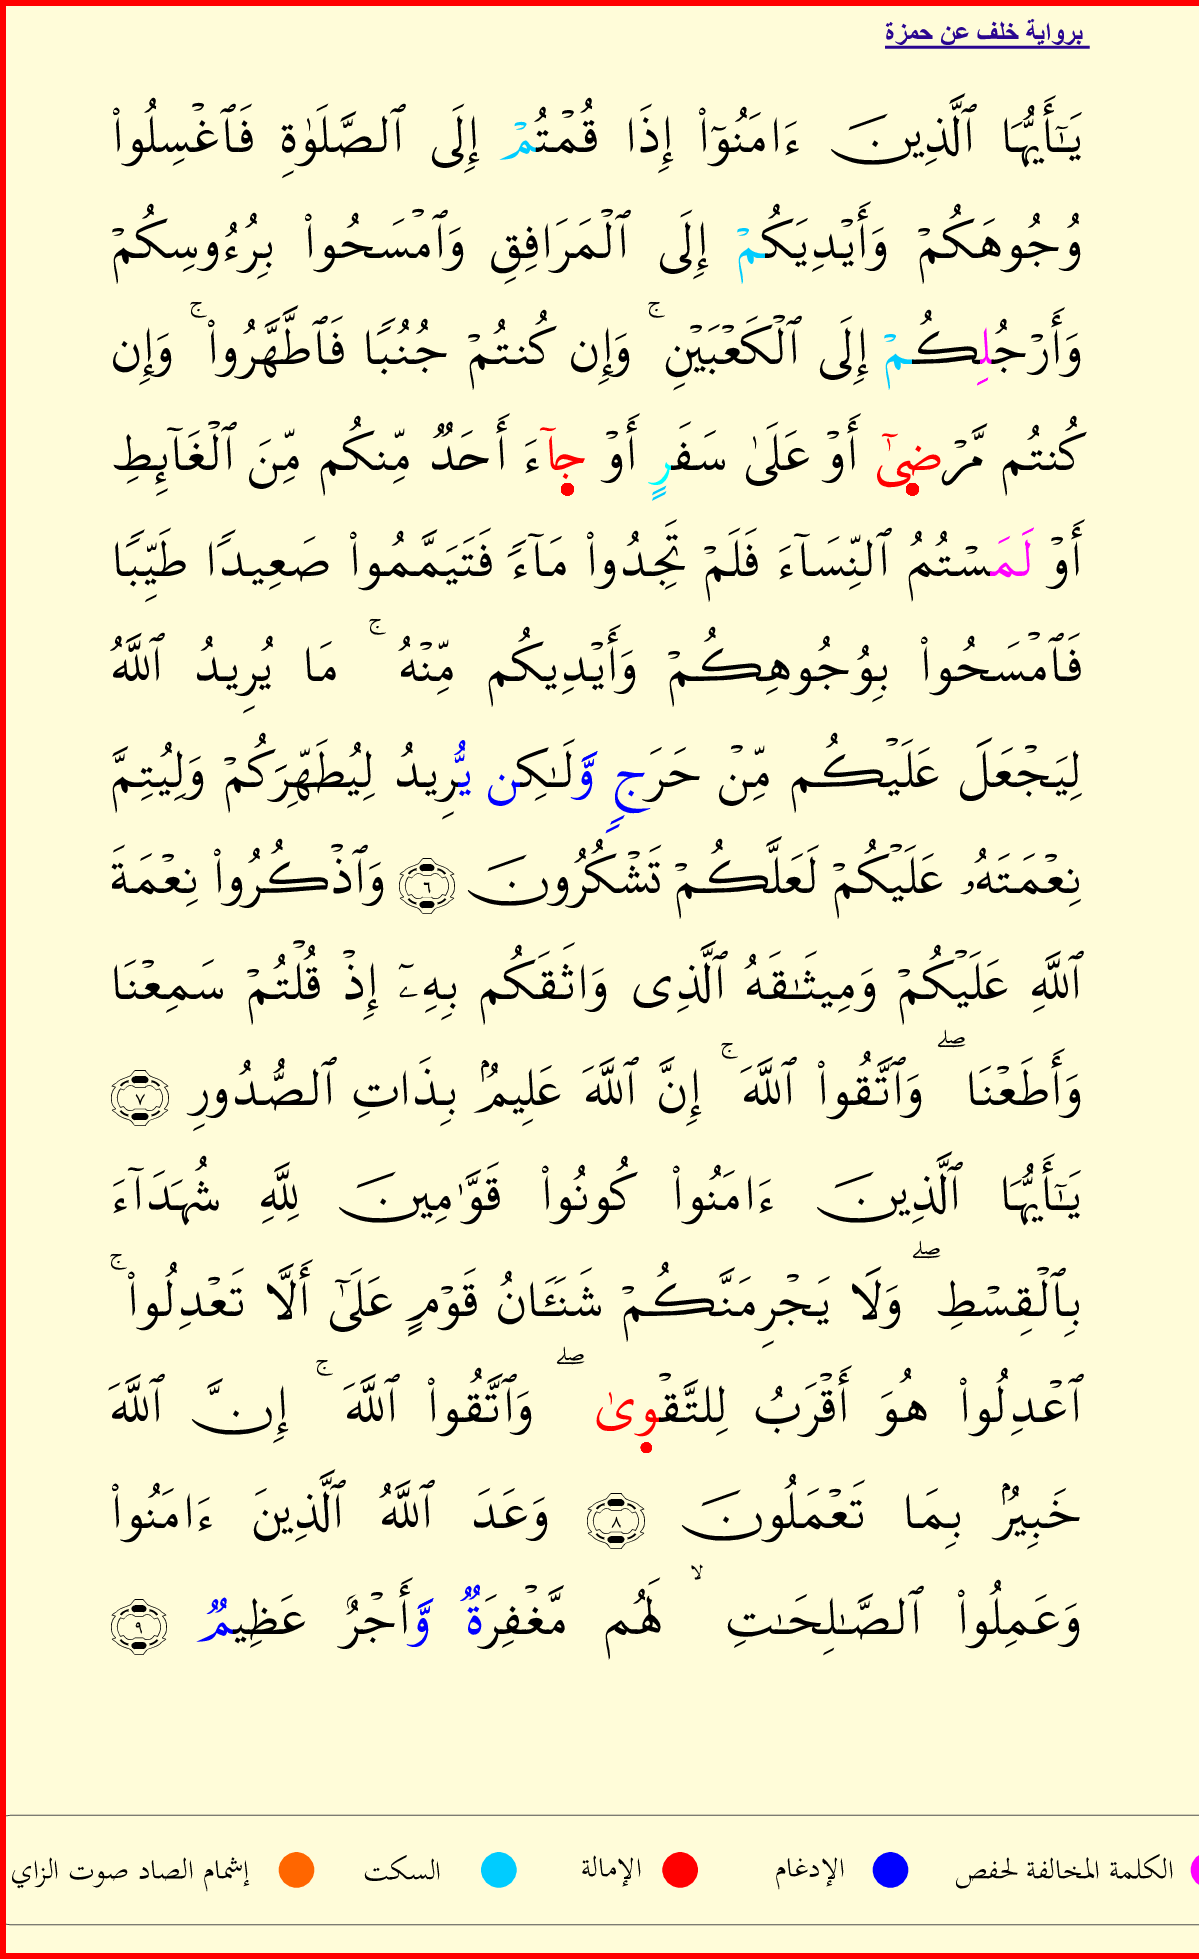 برواية خلف عن حمزة
يَـٰٓأَيُّهَا ٱلَّذِينَ ءَامَنُوٓا۟ إِذَا قُمْتُمْ إِلَى ٱلصَّلَوٰةِ فَٱغْسِلُوا۟
وُجُوهَكُمْ وَأَيْدِيَكُمْ إِلَى ٱلْمَرَافِقِ وَٱمْسَحُوا۟ بِرُءُوسِكُمْ
وَأَرْجُلِكُمْ إِلَى ٱلْكَعْبَيْنِ ۚ وَإِن كُنتُمْ جُنُبًا فَٱطَّهَّرُوا۟ ۚ وَإِن
كُنتُم مَّرْضِىٰٓ أَوْ عَلَىٰ سَفَرٍ أَوْ جِآءَ أَحَدٌ مِّنكُم مِّنَ ٱلْغَآئِطِ
أَوْ لَمَسْتُمُ ٱلنِّسَآءَ فَلَمْ تَجِدُوا۟ مَآءً فَتَيَمَّمُوا۟ صَعِيدًا طَيِّبًا
فَٱمْسَحُوا۟ بِوُجُوهِكُمْ وَأَيْدِيكُم مِّنْهُ ۚ مَا يُرِيدُ ٱللَّهُ
لِيَجْعَلَ عَلَيْكُم مِّنْ حَرَجٍ وَّلَـٰكِن يُّرِيدُ لِيُطَهِّرَكُمْ وَلِيُتِمَّ
نِعْمَتَهُۥ عَلَيْكُمْ لَعَلَّكُمْ تَشْكُرُونَ ٦ وَٱذْكُرُوا۟ نِعْمَةَ
ٱللَّهِ عَلَيْكُمْ وَمِيثَـٰقَهُ ٱلَّذِى وَاثَقَكُم بِهِۦٓ إِذْ قُلْتُمْ سَمِعْنَا
وَأَطَعْنَا ۖ وَٱتَّقُوا۟ ٱللَّهَ ۚ إِنَّ ٱللَّهَ عَلِيمٌۢ بِذَاتِ ٱلصُّدُورِ ٧
يَـٰٓأَيُّهَا ٱلَّذِينَ ءَامَنُوا۟ كُونُوا۟ قَوَّٰمِينَ لِلَّهِ شُهَدَآءَ
بِٱلْقِسْطِ ۖ وَلَا يَجْرِمَنَّكُمْ شَنَـَٔانُ قَوْمٍ عَلَىٰٓ أَلَّا تَعْدِلُوا۟ ۚ
ٱعْدِلُوا۟ هُوَ أَقْرَبُ لِلتَّقْوِىٰ ۖ وَٱتَّقُوا۟ ٱللَّهَ ۚ إِنَّ ٱللَّهَ
خَبِيرٌۢ بِمَا تَعْمَلُونَ ٨ وَعَدَ ٱللَّهُ ٱلَّذِينَ ءَامَنُوا۟
وَعَمِلُوا۟ ٱلصَّـٰلِحَـٰتِ ۙ لَهُم مَّغْفِرَةٌ وَّأَجْرٌ عَظِيمٌ ٩
الكلمة المخالفة لحفص الإدغام الإمالة السكت إشمام الصاد صوت الزاي